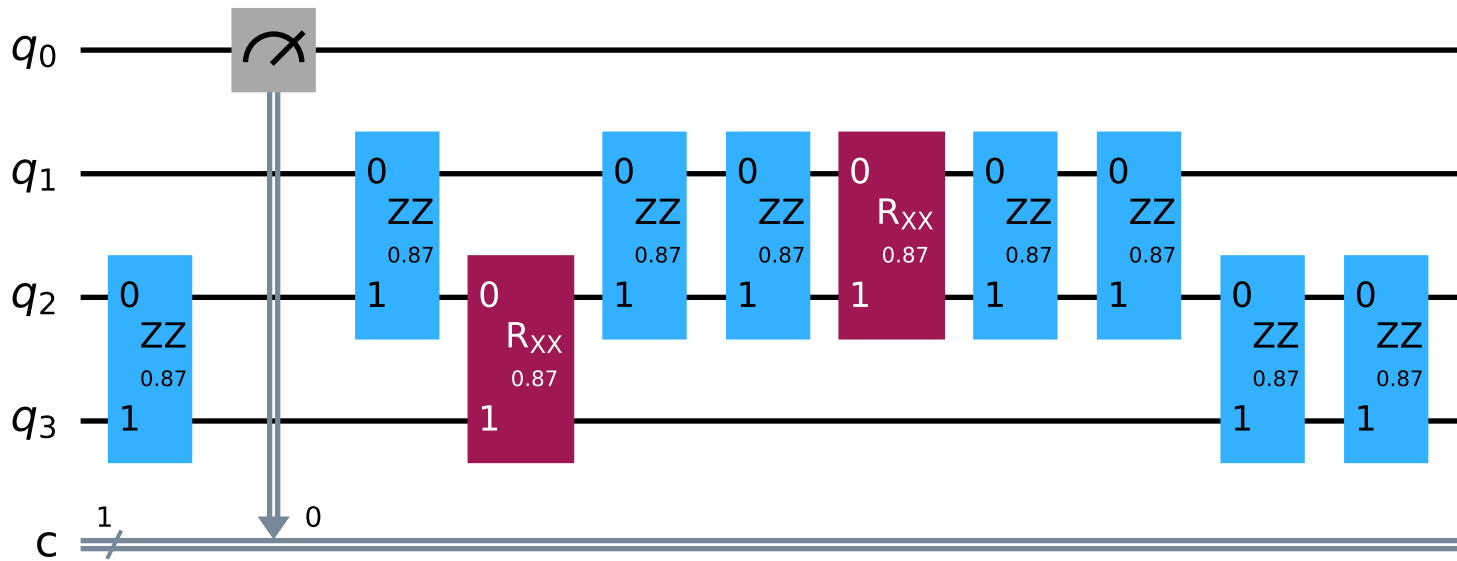 q0
q1
0 0 0 0 0 0
ZZ ZZ ZZ RXX ZZ ZZ
0.87 0.87 0.87 0.87 0.87 0.87
q2
0 1 0 1 1 1 1 1 0 0
ZZ RXX ZZ ZZ
0.87 0.87 0.87 0.87
q3
1 1 1 1
1 0
c